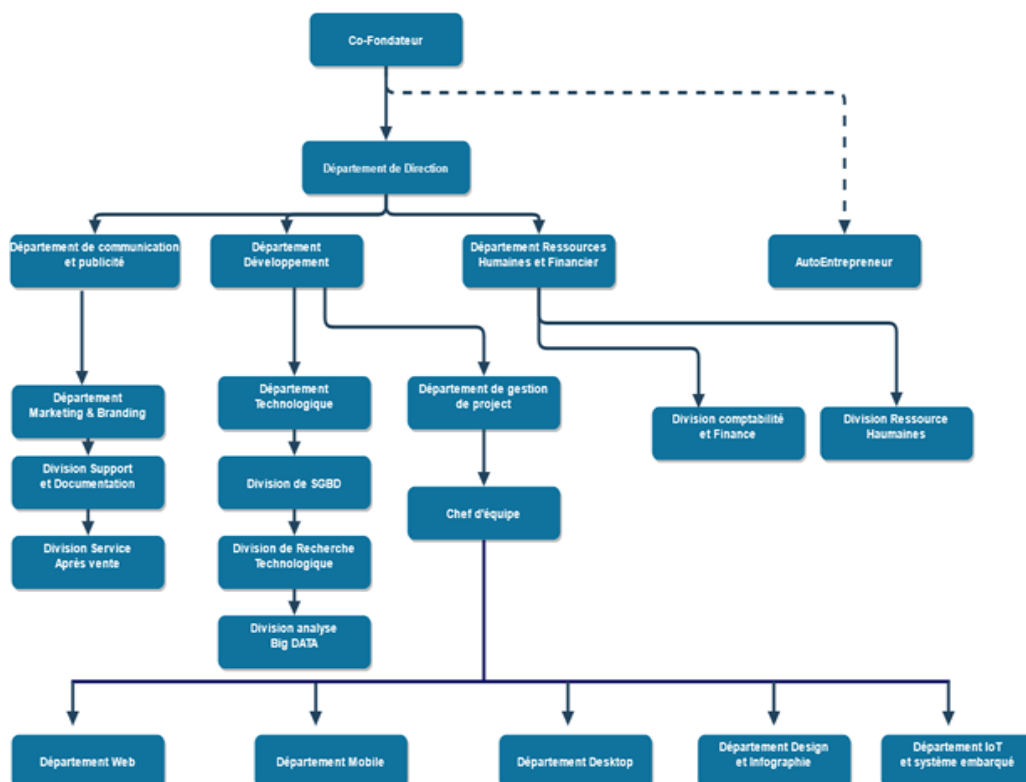 Co-Fondateur
Département de Direction
Département de communication
et publicité
Département
Développement
Département Ressources
Humaines et Financier
AutoEntrepreneur
Département
Marketing & Branding
Département
Technologique
Département de gestion
de project
Division comptabilité
et Finance
Division Ressource
Haumaines
Division Support
et Documentation
Division de SGBD
Chef d'équipe
Division Service
Après vente
Division de Recherche
Technologique
Division analyse
Big DATA
Département Web
Département Mobile
Département Desktop
Département Design
et Infographie
Département IoT
et système embarqué